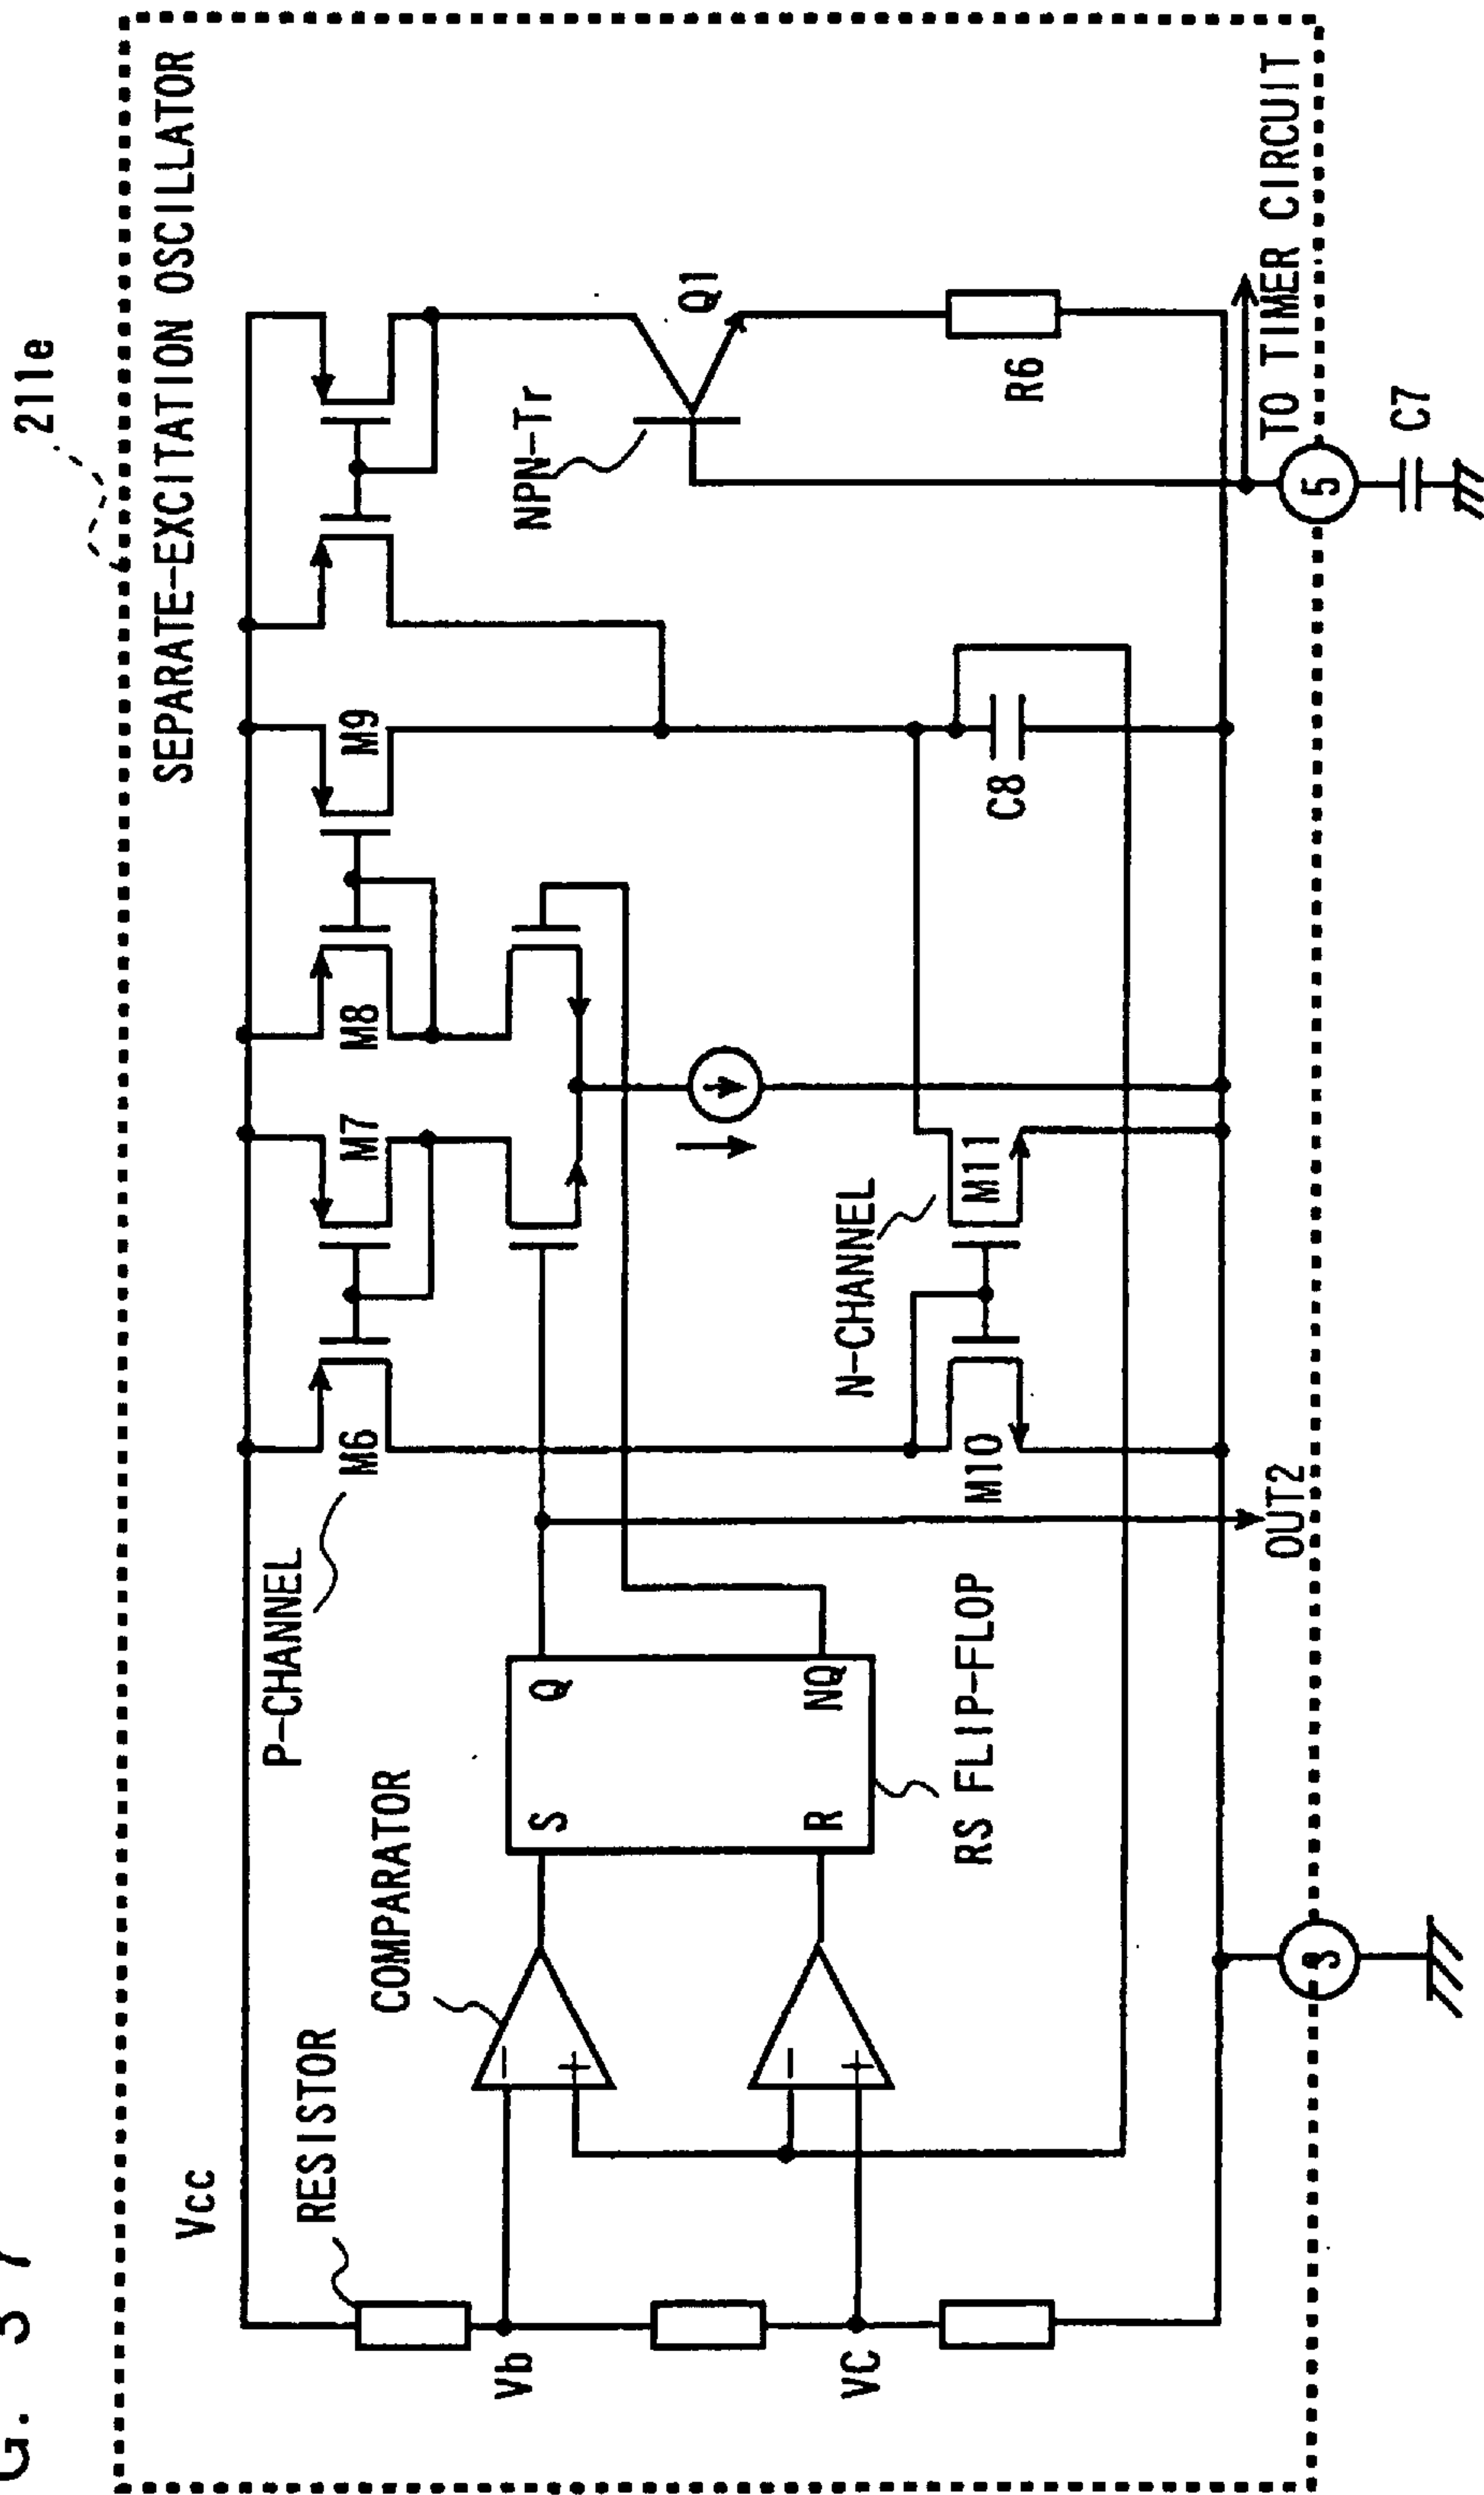 211e
SEPARATE-EXCITATION OSCILLATOR
Vcc
RESISTOR
P-CHANNEL
M6
M7
M8
M9
COMPARATOR
NPN-Tr
Q1
Vb
-
+
S
Q
-
+
R
NQ
VC
N-CHANNEL
RS FLIP-FLOP
M10
M11
C8
R6
OUT2
TO TIMER CIRCUIT
3
5
C7